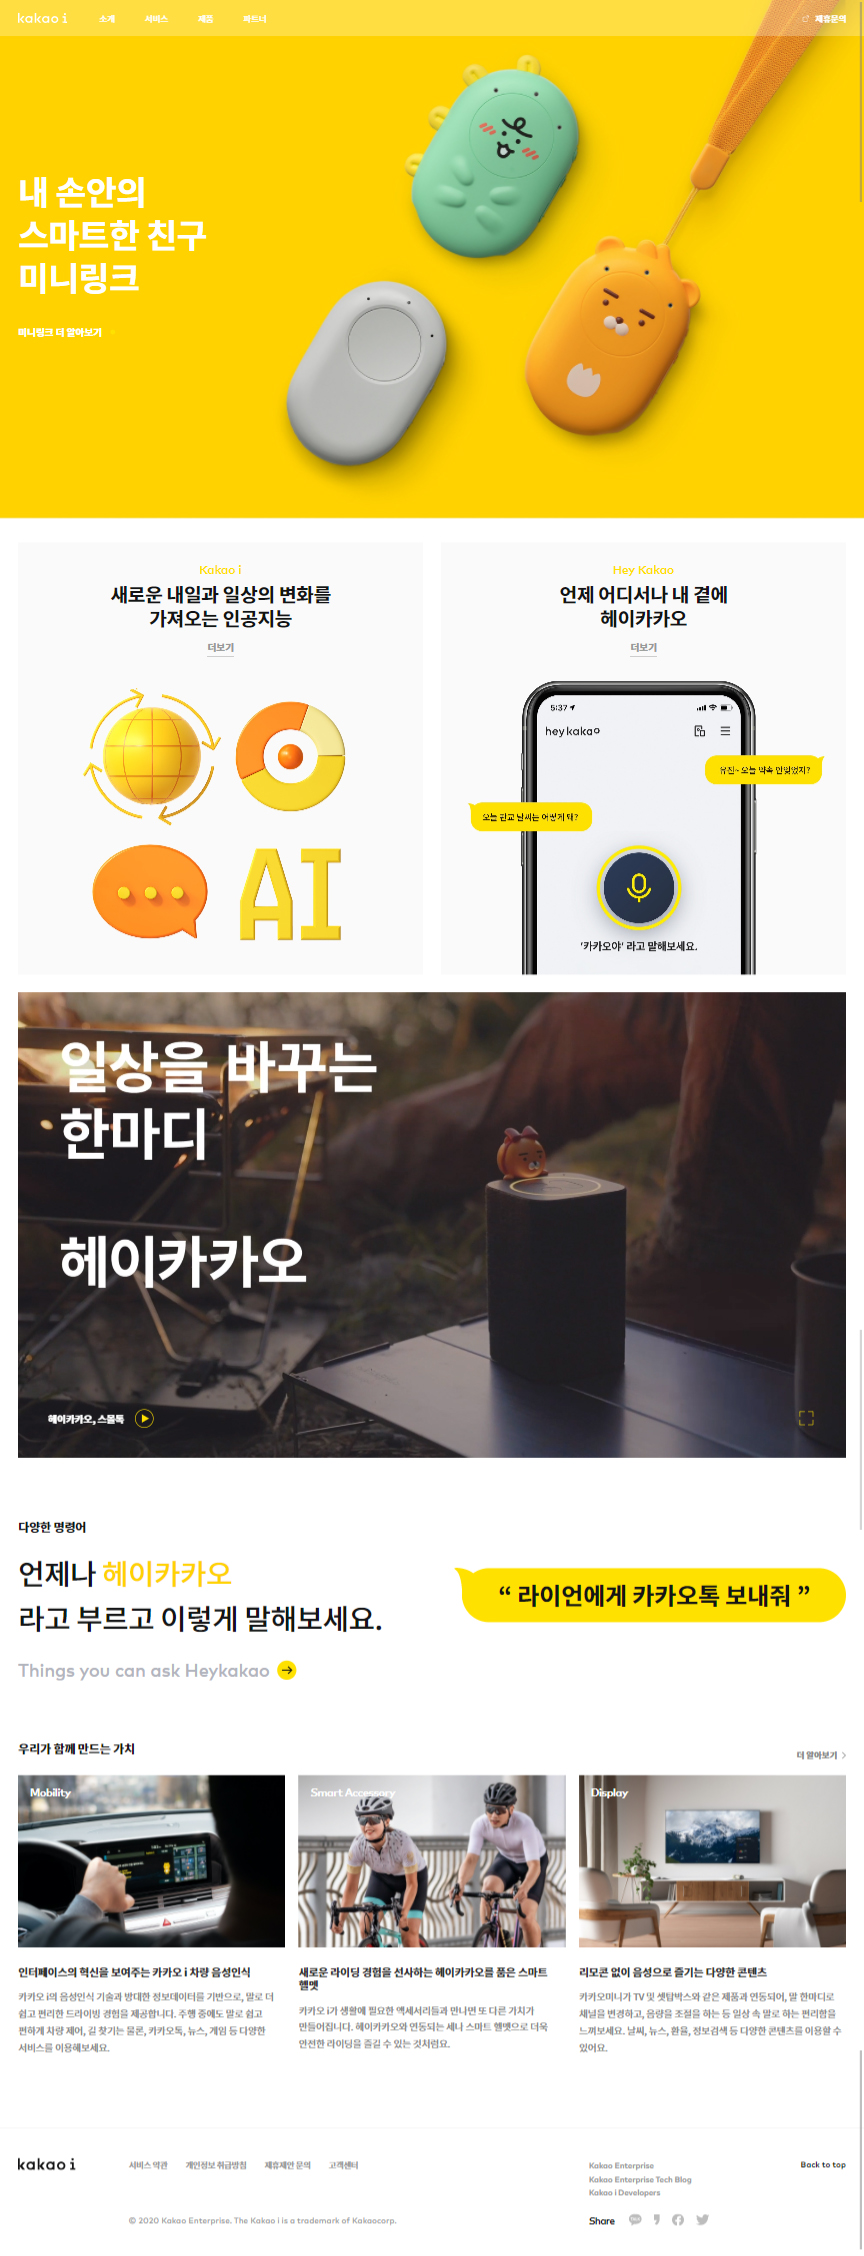 kakao i
소개
서비스
제품
파트너
제휴문의
내 손안의
스마트한 친구
미니링크
미니링크 더 알아보기
Kakao i
새로운 내일과 일상의 변화를
가져오는 인공지능
더보기
AI
Hey Kakao
언제 어디서나 내 곁에
헤이카카오
더보기
5:37
hey kakao
유진~ 오늘 약속 안잊었지?
오늘 판교 날씨는 어떻게 돼?
'카카오야' 라고 말해보세요.
일상을 바꾸는
한마디
헤이카카오
헤이카카오, 스몰톡
다양한 명령어
언제나 헤이카카오
라고 부르고 이렇게 말해보세요.
“ 라이언에게 카카오톡 보내줘 ”
Things you can ask Heykakao
우리가 함께 만드는 가치
더 알아보기
Mobility
인터페이스의 혁신을 보여주는 카카오 i 차량 음성인식
카카오 i의 음성인식 기술과 방대한 정보데이터를 기반으로, 말로 더
쉽고 편리한 드라이빙 경험을 제공합니다. 주행 중에도 말로 쉽고
편하게 차량 제어, 길 찾기는 물론, 카카오톡, 뉴스, 게임 등 다양한
서비스를 이용해보세요.
Smart Accessory
새로운 라이딩 경험을 선사하는 헤이카카오를 품은 스마트
헬멧
카카오 i가 생활에 필요한 액세서리들과 만나면 또 다른 가치가
만들어집니다. 헤이카카오와 연동되는 세나 스마트 헬멧으로 더욱
안전한 라이딩을 즐길 수 있는 것처럼요.
Display
리모콘 없이 음성으로 즐기는 다양한 콘텐츠
카카오미니가 TV 및 셋탑박스와 같은 제품과 연동되어, 말 한마디로
채널을 변경하고, 음량을 조절을 하는 등 일상 속 말로 하는 편리함을
느껴보세요. 날씨, 뉴스, 환율, 정보검색 등 다양한 콘텐츠를 이용할 수
있어요.
kakao i
서비스 약관
개인정보 취급방침
제휴제안 문의
고객센터
Kakao Enterprise
Kakao Enterprise Tech Blog
Kakao i Developers
Back to top
© 2020 Kakao Enterprise. The Kakao i is a trademark of Kakaocorp.
Share